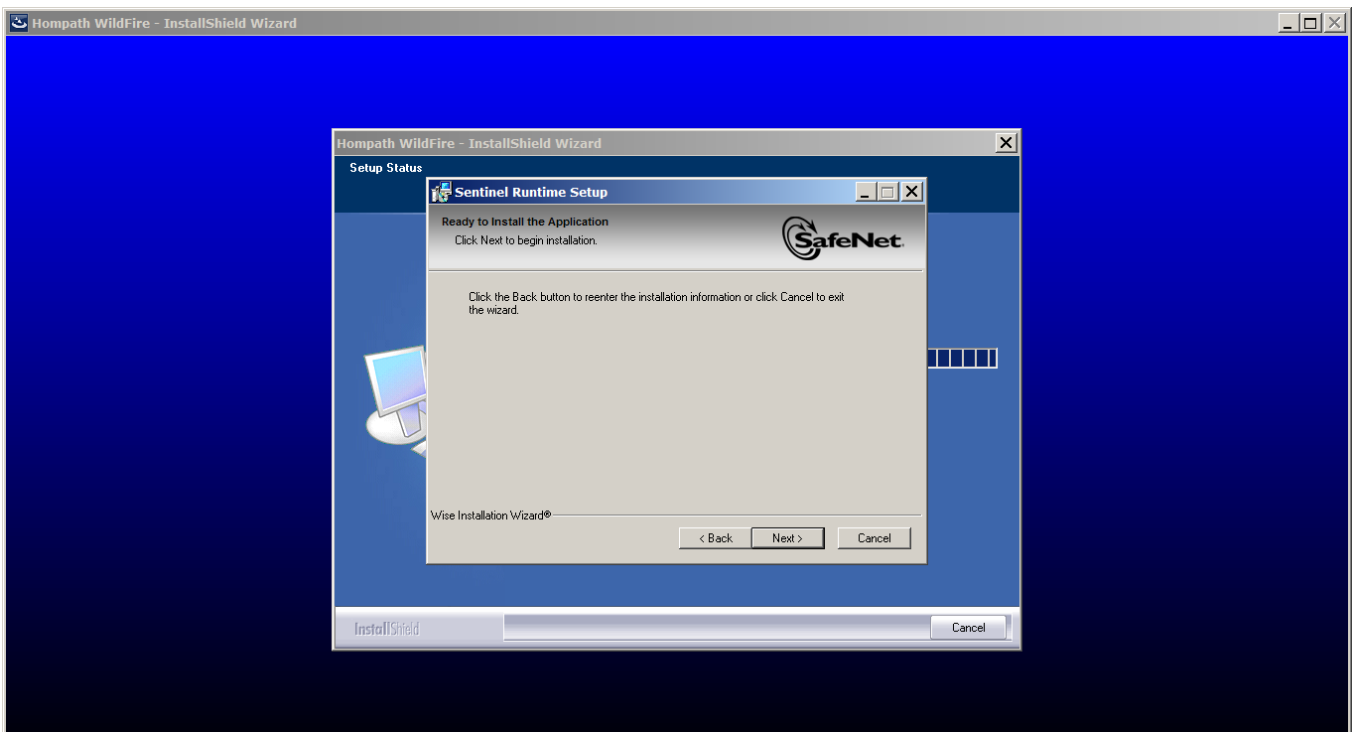 Hompath WildFire - InstallShield Wizard
Hompath WildFire - InstallShield Wizard
Setup Status
Sentinel Runtime Setup
Ready to Install the Application
Click Next to begin installation.
SafeNet.
Click the Back button to reenter the installation information or click Cancel to exit
the wizard.
Wise Installation Wizard®
< Back Next > Cancel
InstallShield
Cancel